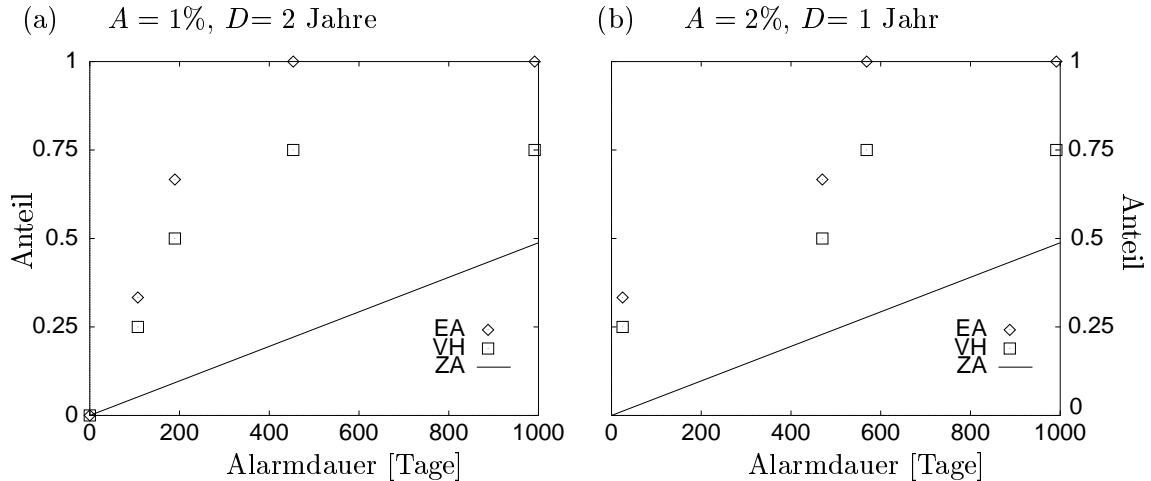 (a) A = 1%, D= 2 Jahre
1
0.75
0.5
0.25
0
Anteil
EA
VH
ZA
0 200 400 600 800 1000
Alarmdauer [Tage]
(b) A = 2%, D= 1 Jahr
1
0.75
0.5
0.25
0
Anteil
EA
VH
ZA
0 200 400 600 800 1000
Alarmdauer [Tage]